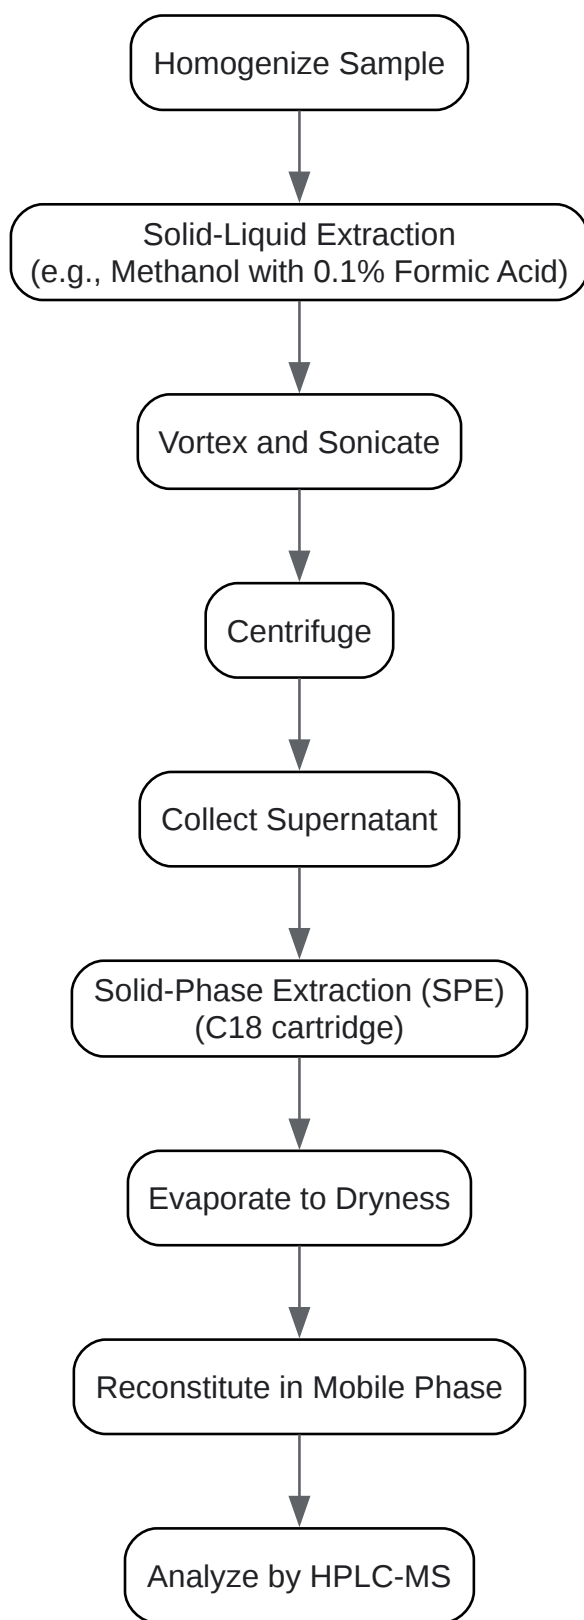 Homogenize Sample
Solid-Liquid Extraction
(e.g., Methanol with 0.1% Formic Acid)
Vortex and Sonicate
Centrifuge
Collect Supernatant
Solid-Phase Extraction (SPE)
(C18 cartridge)
Evaporate to Dryness
Reconstitute in Mobile Phase
Analyze by HPLC-MS